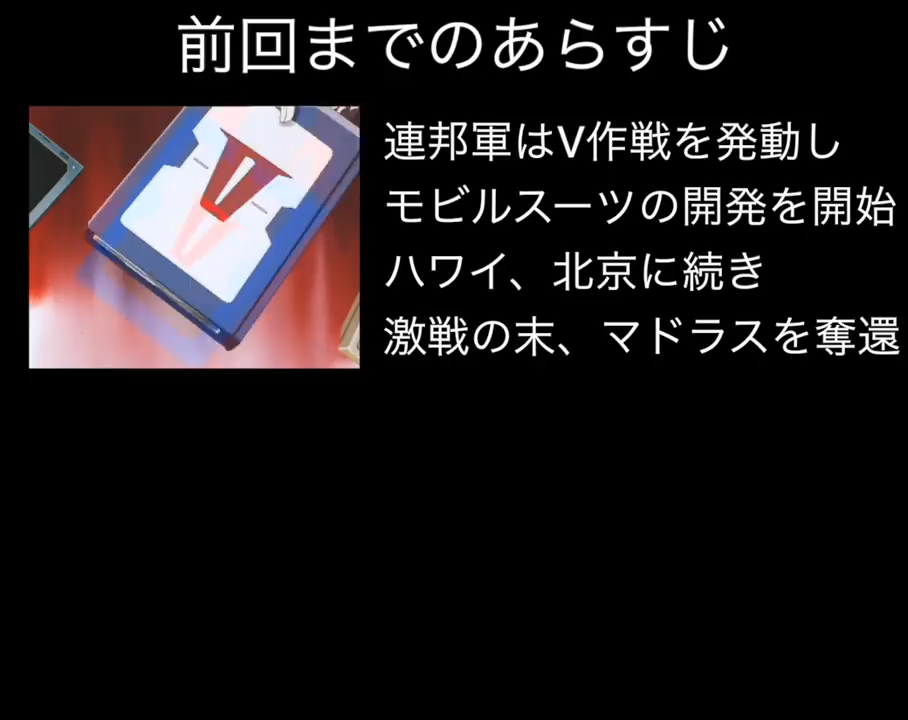 前回までのあらすじ
連邦軍はV作戦を発動し
モビルスーツの開発を開始
ハワイ、北京に続き
激戦の末、マドラスを奪還
V